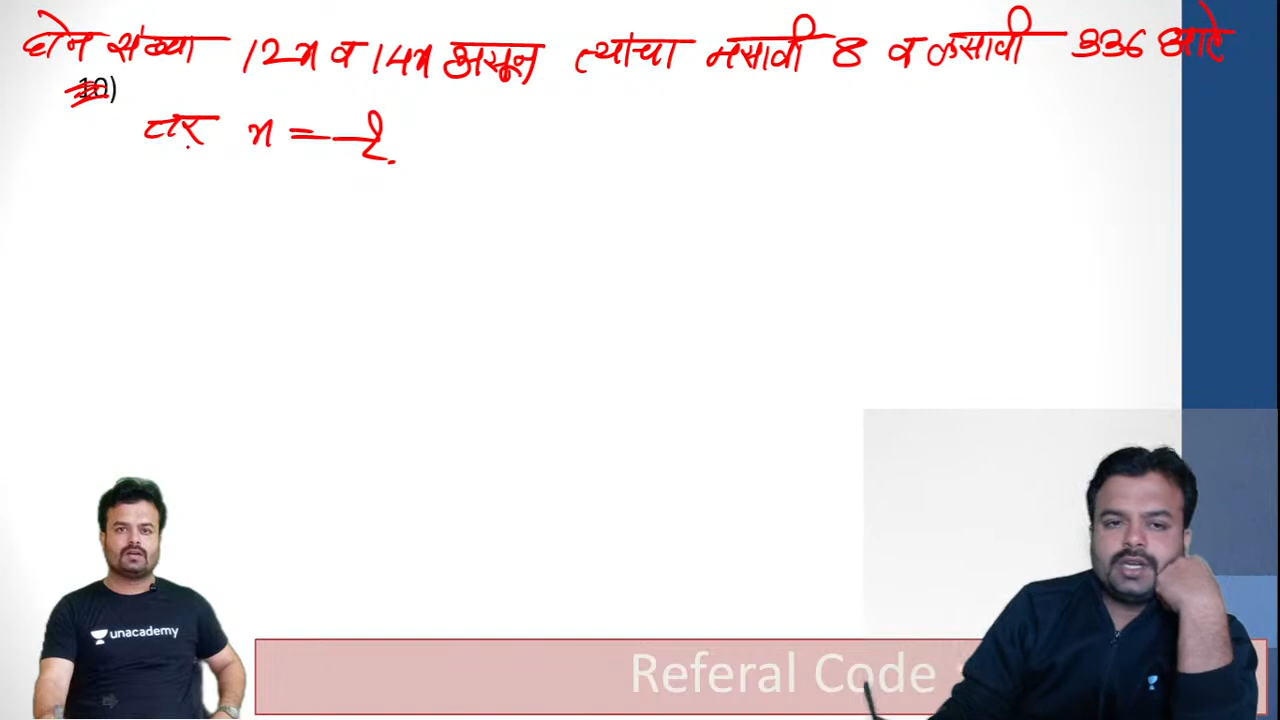 दोन संख्या 12x व 14x असून त्यांचा मसावी 8 व लसावी 336 आहे
10)
तर x = ?
unacademy
Referal Code